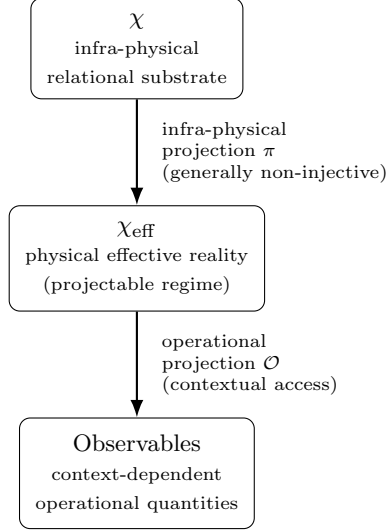 χ
infra-physical
relational substrate
infra-physical
projection π
(generally non-injective)
χeff
physical effective reality
(projectable regime)
operational
projection 𝒪
(contextual access)
Observables
context-dependent
operational quantities